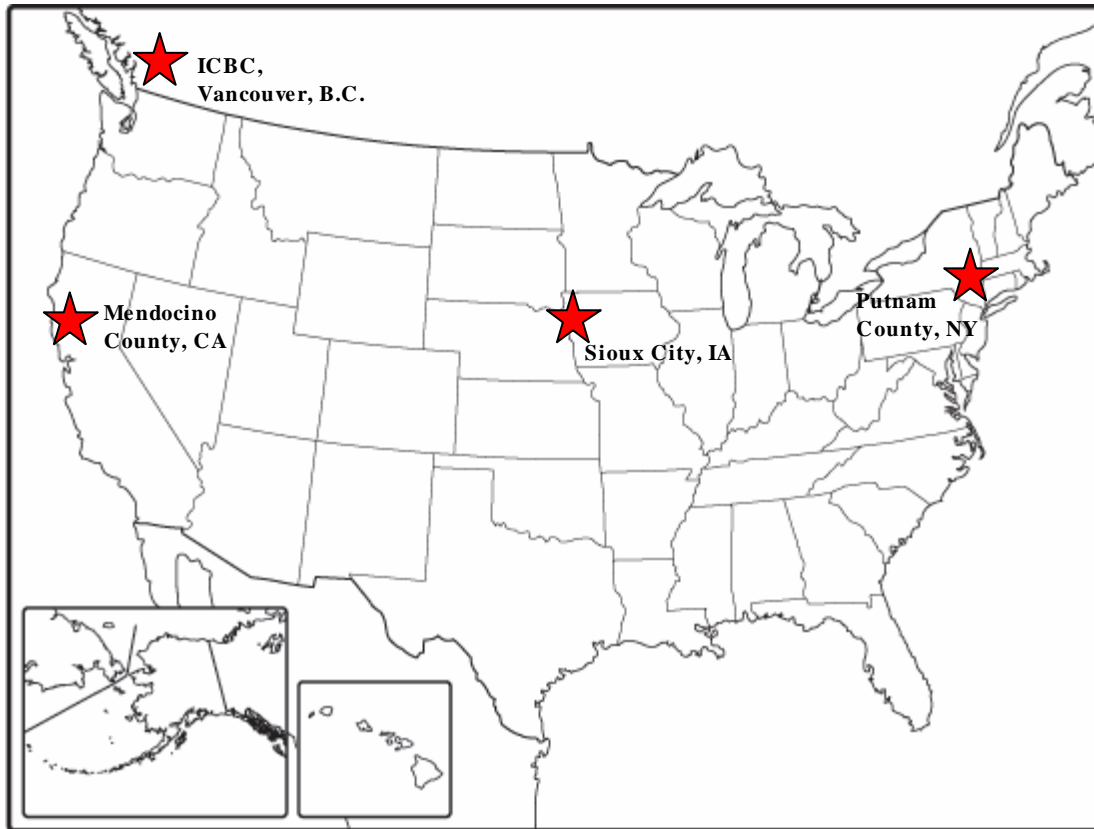 ICBC,
Vancouver, B.C.
Mendocino
County, CA
Sioux City, IA
Putnam
County, NY